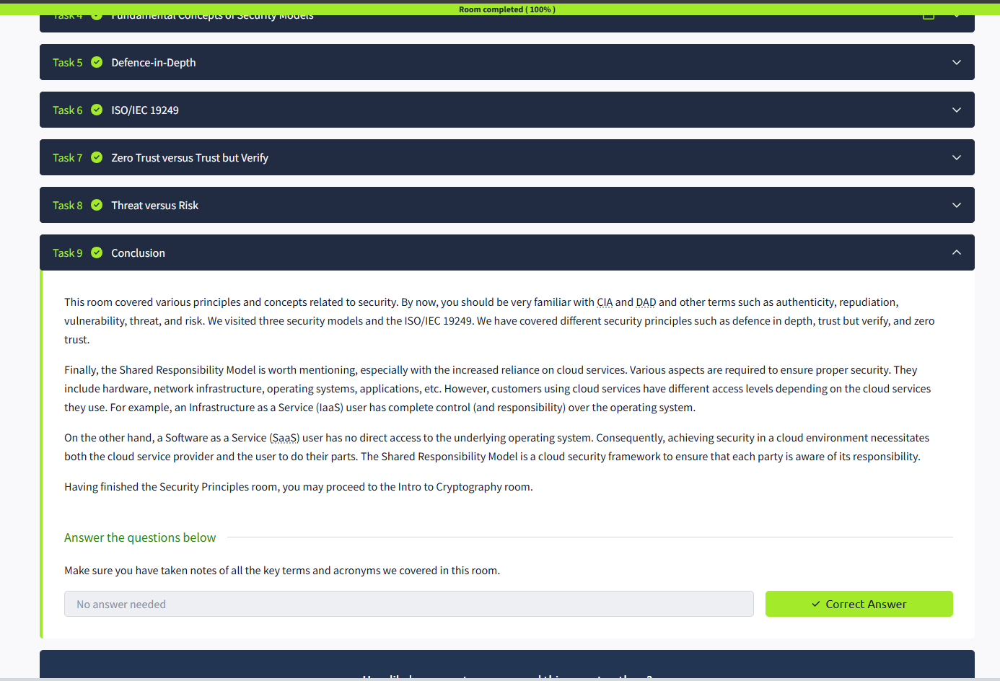 Room completed ( 100% )
Task 4 Fundamental Concepts of Security Models
Task 5 Defence-in-Depth
Task 6 ISO/IEC 19249
Task 7 Zero Trust versus Trust but Verify
Task 8 Threat versus Risk
Task 9 Conclusion
This room covered various principles and concepts related to security. By now, you should be very familiar with CIA and DAD and other terms such as authenticity, repudiation,
vulnerability, threat, and risk. We visited three security models and the ISO/IEC 19249. We have covered different security principles such as defence in depth, trust but verify, and zero
trust.
Finally, the Shared Responsibility Model is worth mentioning, especially with the increased reliance on cloud services. Various aspects are required to ensure proper security. They
include hardware, network infrastructure, operating systems, applications, etc. However, customers using cloud services have different access levels depending on the cloud services
they use. For example, an Infrastructure as a Service (IaaS) user has complete control (and responsibility) over the operating system.
On the other hand, a Software as a Service (SaaS) user has no direct access to the underlying operating system. Consequently, achieving security in a cloud environment necessitates
both the cloud service provider and the user to do their parts. The Shared Responsibility Model is a cloud security framework to ensure that each party is aware of its responsibility.
Having finished the Security Principles room, you may proceed to the Intro to Cryptography room.
Answer the questions below
Make sure you have taken notes of all the key terms and acronyms we covered in this room.
No answer needed
Correct Answer